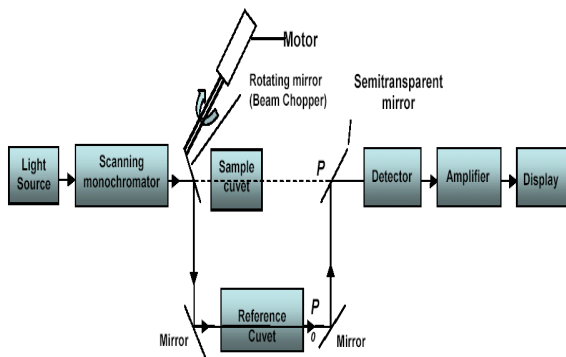 Motor
Rotating mirror
(Beam Chopper)
Semitransparent
mirror
Light
Source
Scanning
monochromator
Sample
cuvet
P
Detector
Amplifier
Display
Reference
Cuvet
P
0
Mirror
Mirror